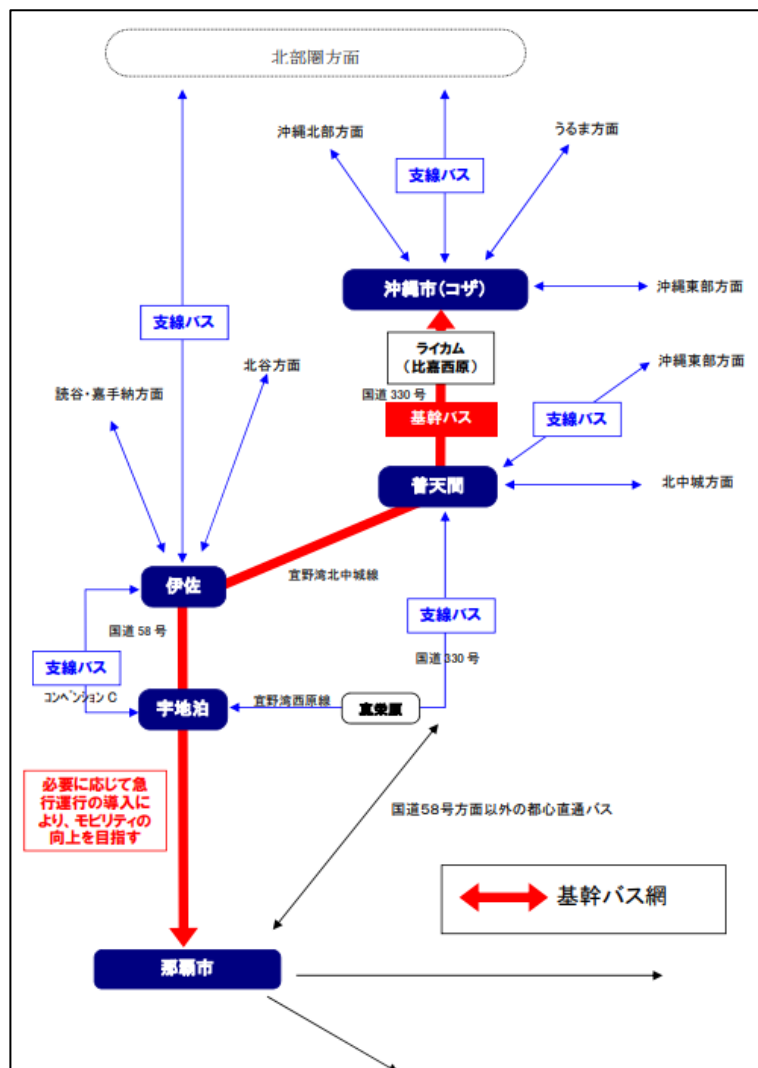 北部圏方面
沖縄北部方面
うるま方面
支線バス
沖縄市(コザ)
沖縄東部方面
支線バス
ライカム
(比嘉西原)
北谷方面
沖縄東部方面
国道 330 号
読谷・嘉手納方面
基幹バス
支線バス
普天間
北中城方面
宜野湾北中城線
伊佐
支線バス
国道 58 号
国道 330 号
支線バス
コンベンション C
宇地泊
宜野湾西原線
真栄原
必要に応じて急
行運行の導入に
より、モビリティの
向上を目指す
国道58号方面以外の都心直通バス
基幹バス網
那覇市